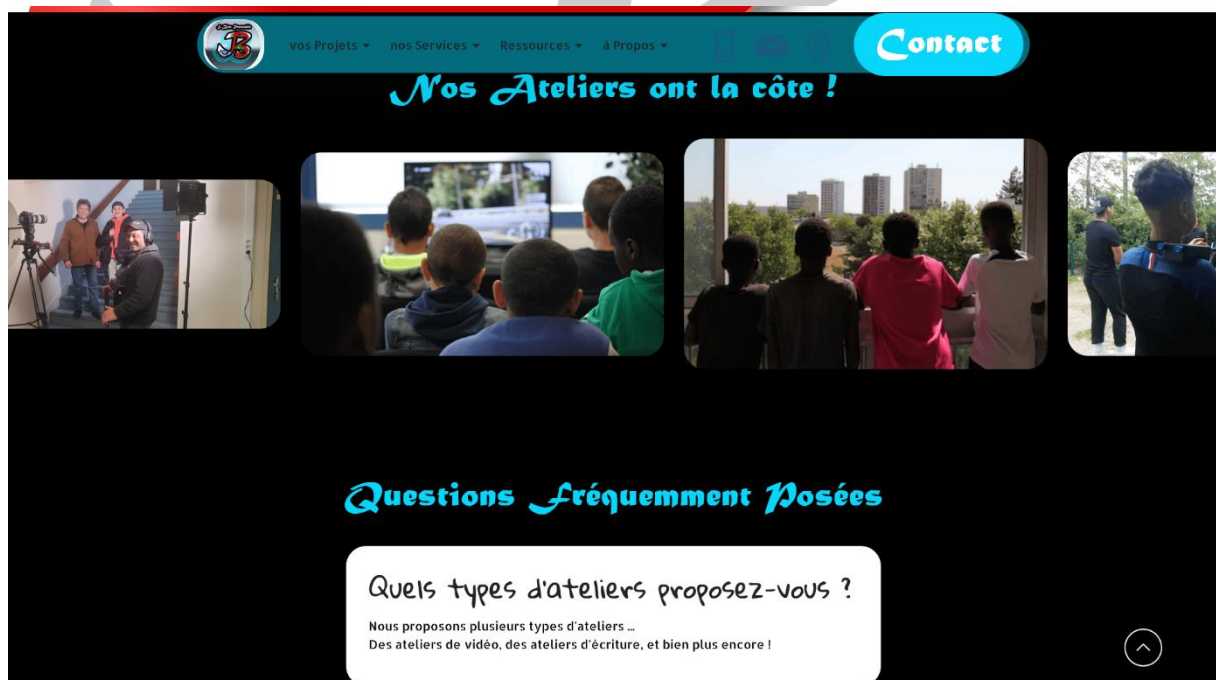 vos Projets nos Services Ressources à Propos Contact
Nos Ateliers ont la côte !
Questions Fréquemment Posées
Quels types d'ateliers proposez-vous ?
Nous proposons plusieurs types d'ateliers ...
Des ateliers de vidéo, des ateliers d'écriture, et bien plus encore !